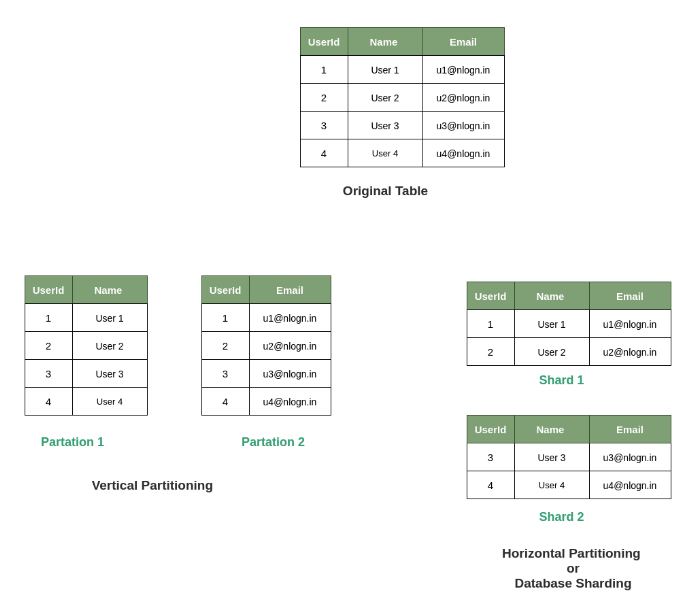 UserId Name Email
1 User 1 u1@nlogn.in
2 User 2 u2@nlogn.in
3 User 3 u3@nlogn.in
4 User 4 u4@nlogn.in
Original Table
UserId Name
1 User 1
2 User 2
3 User 3
4 User 4
Partation 1
UserId Email
1 u1@nlogn.in
2 u2@nlogn.in
3 u3@nlogn.in
4 u4@nlogn.in
Partation 2
Vertical Partitioning
UserId Name Email
1 User 1 u1@nlogn.in
2 User 2 u2@nlogn.in
Shard 1
UserId Name Email
3 User 3 u3@nlogn.in
4 User 4 u4@nlogn.in
Shard 2
Horizontal Partitioning
or
Database Sharding